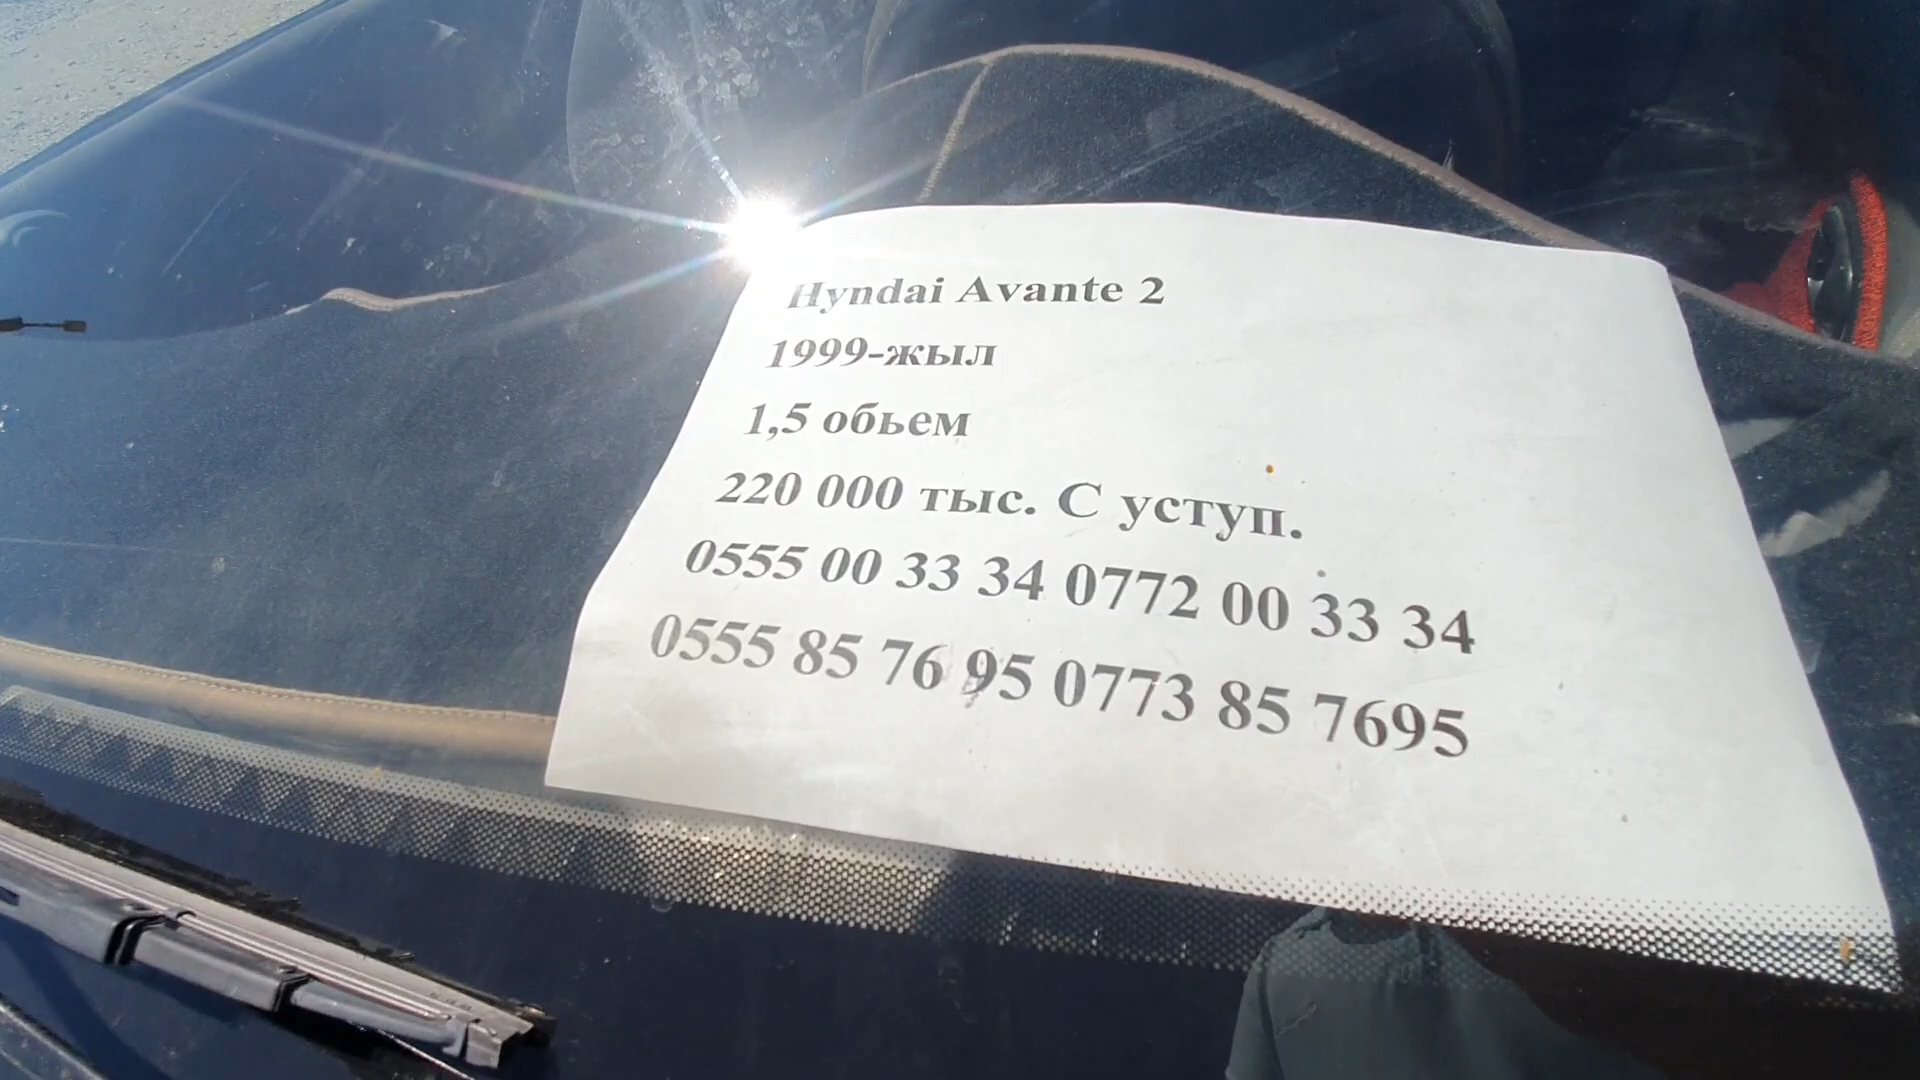 Hyndai Avante 2
1999-жыл
1,5 обьем
220 000 тыс. С уступ.
0555 00 33 34 0772 00 33 34
0555 85 76 95 0773 85 7695